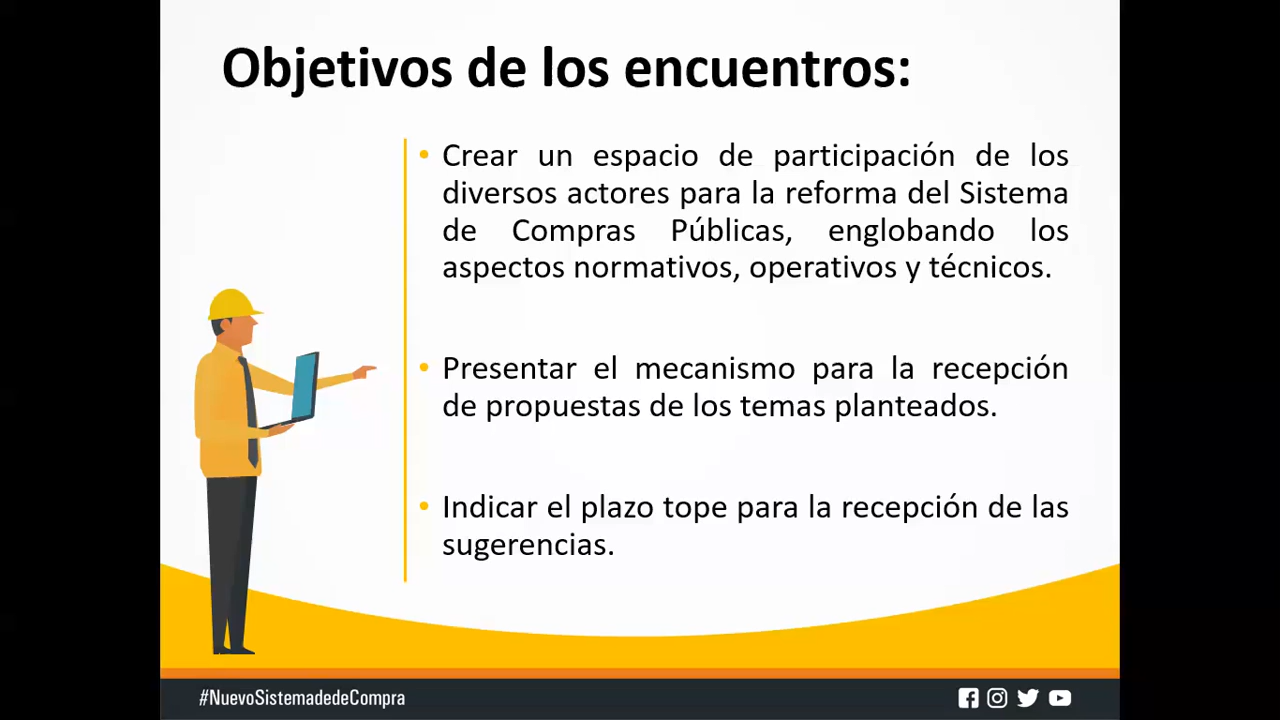 Objetivos de los encuentros:
• Crear un espacio de participación de los
diversos actores para la reforma del Sistema
de Compras Públicas, englobando los
aspectos normativos, operativos y técnicos.
• Presentar el mecanismo para la recepción
de propuestas de los temas planteados.
• Indicar el plazo tope para la recepción de las
sugerencias.
#NuevoSistemadedeCompra